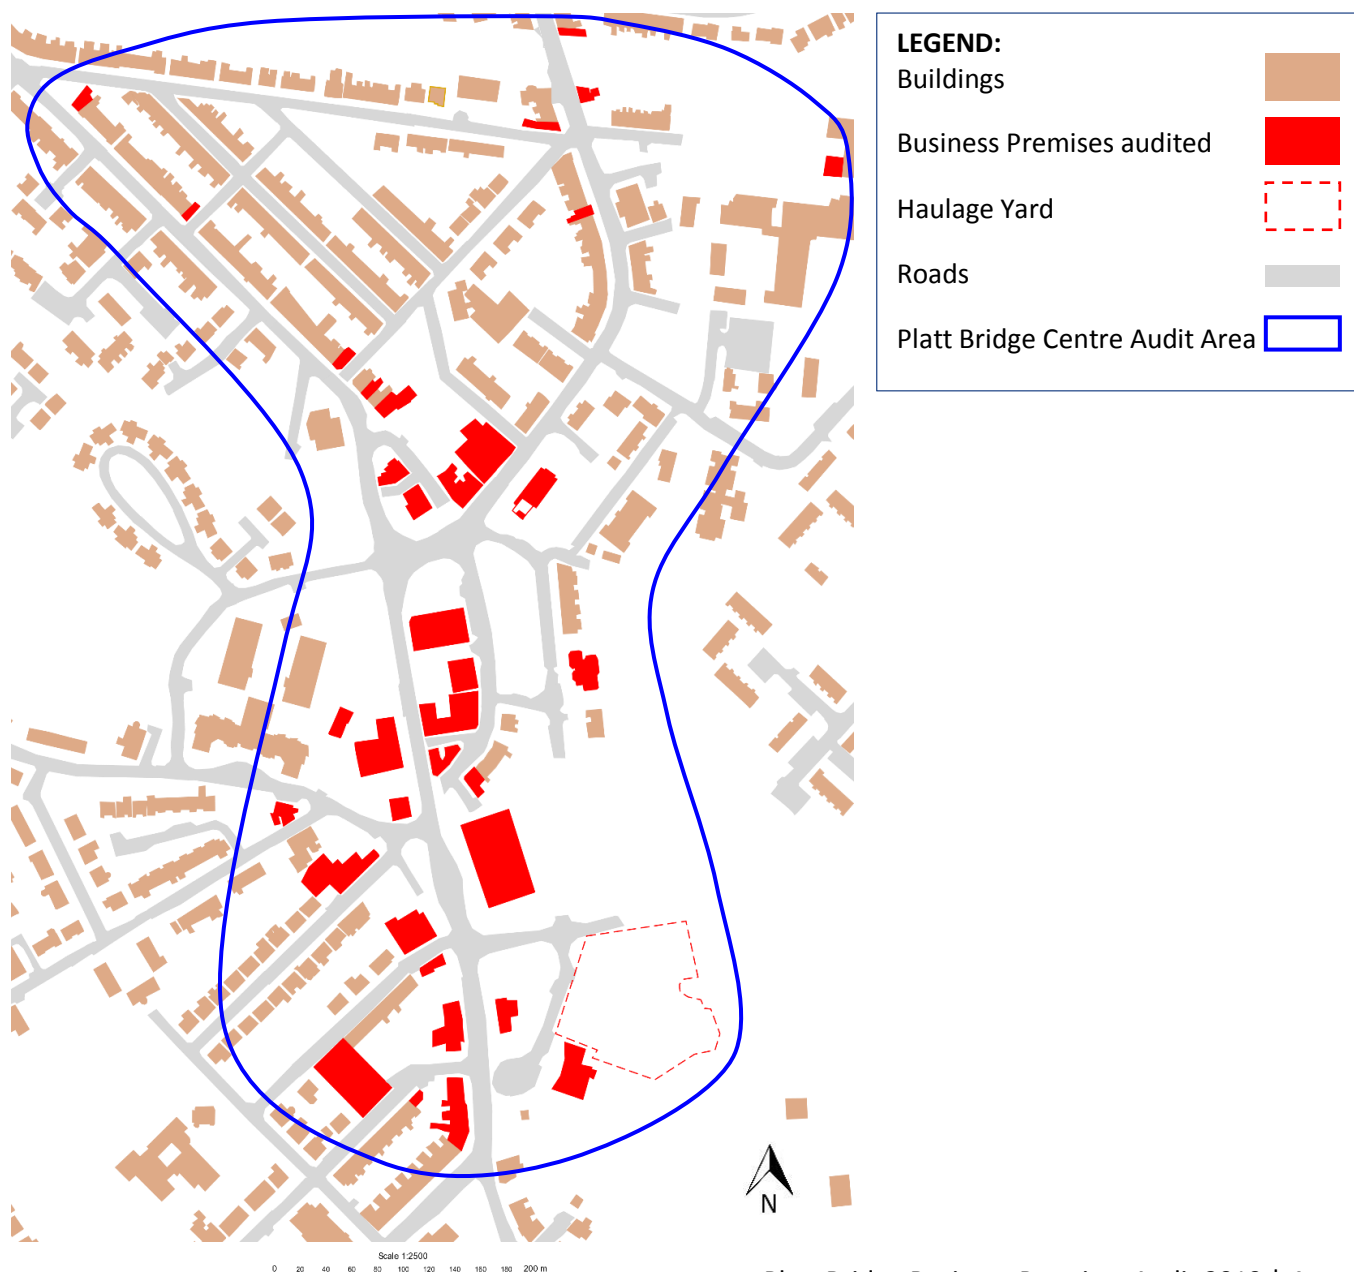 LEGEND:
Buildings
Business Premises audited
Haulage Yard
Roads
Platt Bridge Centre Audit Area
N
Scale 1:2500
0 20 40 60 80 100 120 140 160 180 200 m